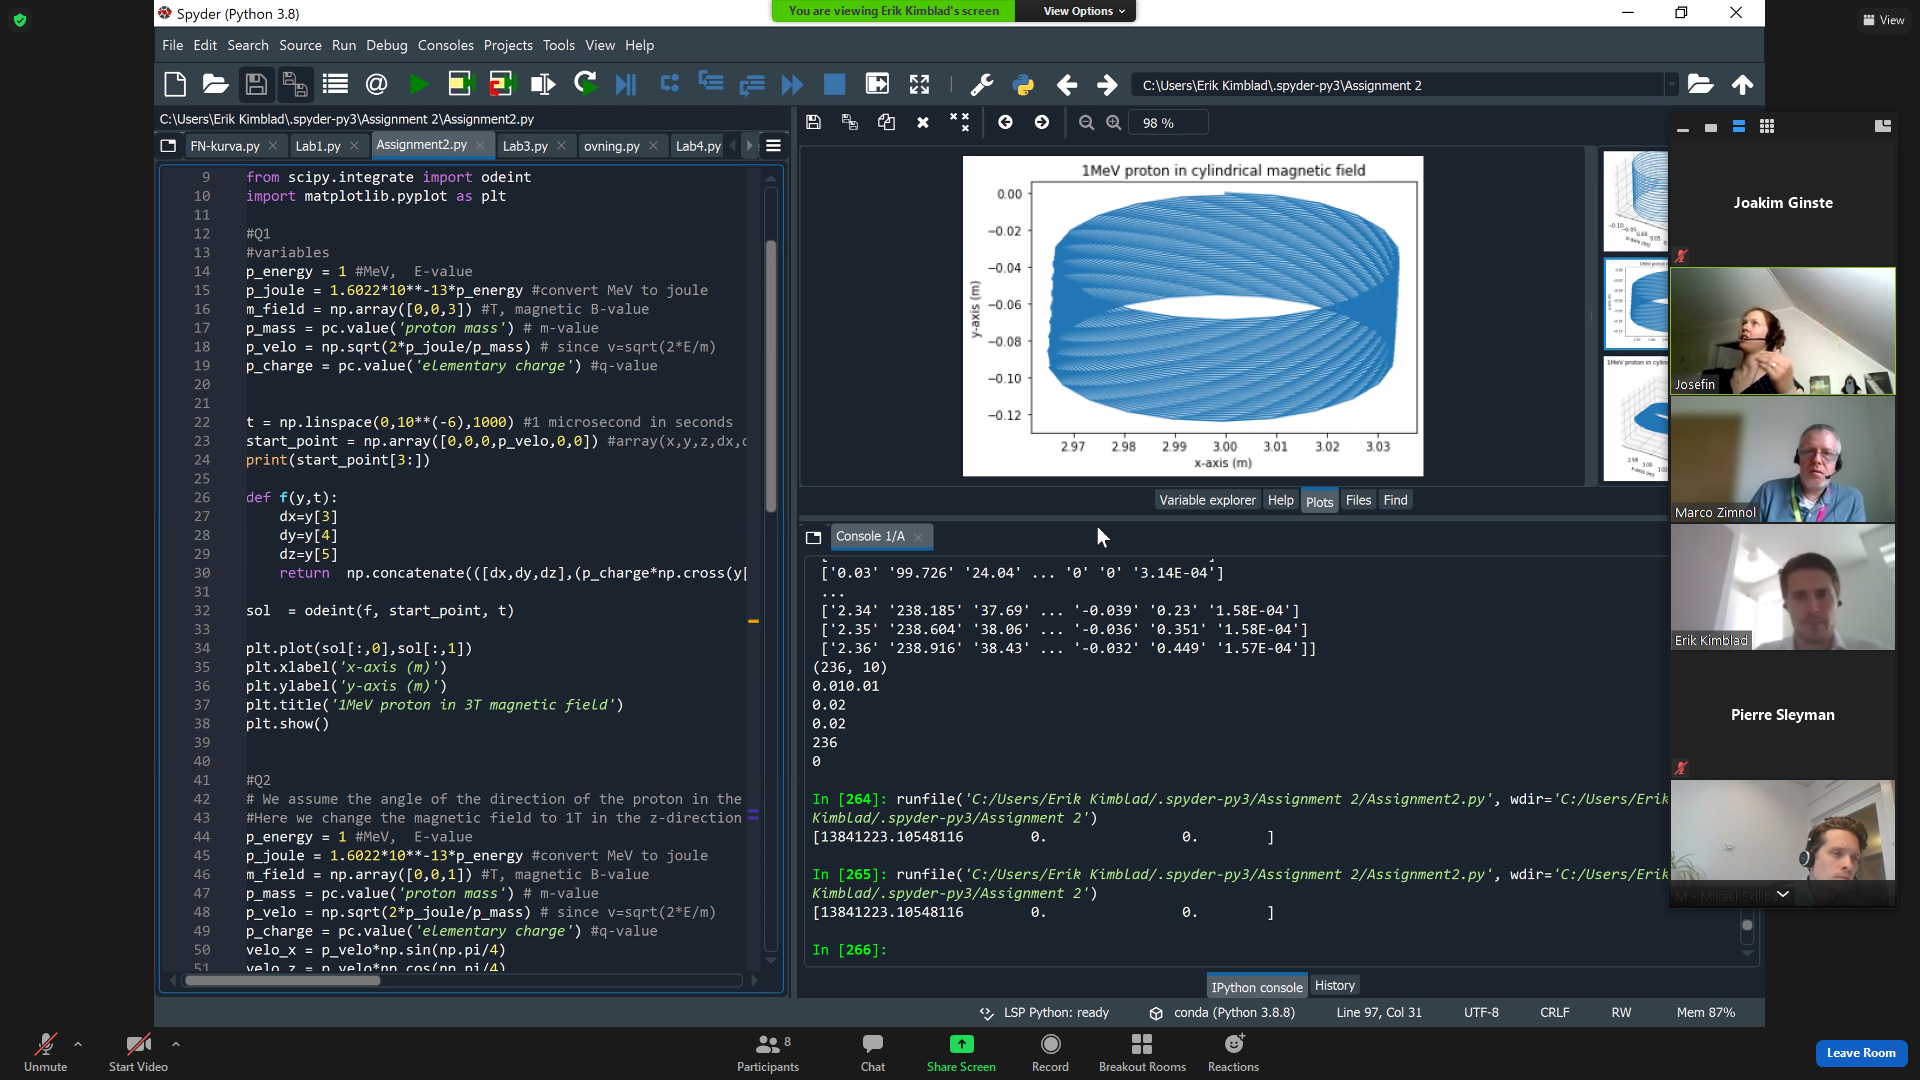 Spyder (Python 3.8)
You are viewing Erik Kimblad's screen
View Options
View
File Edit Search Source Run Debug Consoles Projects Tools View Help
C:\Users\Erik Kimblad\.spyder-py3\Assignment 2
C:\Users\Erik Kimblad\.spyder-py3\Assignment 2\Assignment2.py
FN-kurva.py Lab1.py Assignment2.py Lab3.py ovning.py Lab4.py
9 from scipy.integrate import odeint
10 import matplotlib.pyplot as plt
11
12 #Q1
13 #variables
14 p_energy = 1 #MeV,  E-value
15 p_joule = 1.6022*10**-13*p_energy #convert MeV to joule
16 m_field = np.array([0,0,3]) #T, magnetic B-value
17 p_mass = pc.value('proton mass') # m-value
18 p_velo = np.sqrt(2*p_joule/p_mass) # since v=sqrt(2*E/m)
19 p_charge = pc.value('elementary charge') #q-value
20
21
22 t = np.linspace(0,10**(-6),1000) #1 microsecond in seconds
23 start_point = np.array([0,0,0,p_velo,0,0]) #array(x,y,z,dx,
24 print(start_point[3:])
25
26 def f(y,t):
27 dx=y[3]
28 dy=y[4]
29 dz=y[5]
30 return  np.concatenate(([dx,dy,dz],(p_charge*np.cross(y[
31
32 sol  = odeint(f, start_point, t)
33
34 plt.plot(sol[:,0],sol[:,1])
35 plt.xlabel('x-axis (m)')
36 plt.ylabel('y-axis (m)')
37 plt.title('1MeV proton in 3T magnetic field')
38 plt.show()
39
40
41 #Q2
42 # We assume the angle of the direction of the proton in the
43 #Here we change the magnetic field to 1T in the z-direction
44 p_energy = 1 #MeV,  E-value
45 p_joule = 1.6022*10**-13*p_energy #convert MeV to joule
46 m_field = np.array([0,0,1]) #T, magnetic B-value
47 p_mass = pc.value('proton mass') # m-value
48 p_velo = np.sqrt(2*p_joule/p_mass) # since v=sqrt(2*E/m)
49 p_charge = pc.value('elementary charge') #q-value
50 velo_x = p_velo*np.sin(np.pi/4)
51 velo_z = p_velo*np.cos(np.pi/4)
98 %
1MeV proton in cylindrical magnetic field
0.00
−0.02
−0.04
−0.06
−0.08
−0.10
−0.12
y-axis (m)
2.97 2.98 2.99 3.00 3.01 3.02 3.03
x-axis (m)
Variable explorer Help Plots Files Find
Console 1/A
['0.03' '99.726' '24.04' ... '0' '0' '3.14E-04']
...
['2.34' '238.185' '37.69' ... '-0.039' '0.23' '1.58E-04']
['2.35' '238.604' '38.06' ... '-0.036' '0.351' '1.58E-04']
['2.36' '238.916' '38.43' ... '-0.032' '0.449' '1.57E-04']]
(236, 10)
0.010.01
0.02
0.02
236
0
In [264]: runfile('C:/Users/Erik Kimblad/.spyder-py3/Assignment 2/Assignment2.py', wdir='C:/Users/Erik
Kimblad/.spyder-py3/Assignment 2')
[13841223.10548116 0. 0. ]
In [265]: runfile('C:/Users/Erik Kimblad/.spyder-py3/Assignment 2/Assignment2.py', wdir='C:/Users/Erik
Kimblad/.spyder-py3/Assignment 2')
[13841223.10548116 0. 0. ]
In [266]:
IPython console History
LSP Python: ready conda (Python 3.8.8) Line 97, Col 31 UTF-8 CRLF RW Mem 87%
Joakim Ginste
Josefin
Marco Zimnol
Erik Kimblad
Pierre Sleyman
Unmute
Start Video
Participants 8
Chat
Share Screen
Record
Breakout Rooms
Reactions
Leave Room